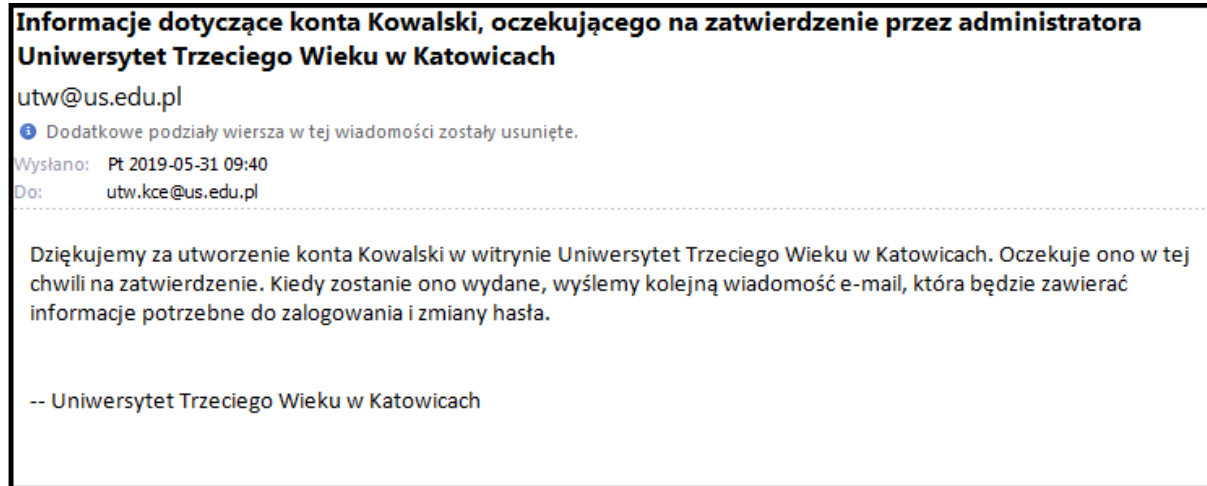 Informacje dotyczące konta Kowalski, oczekującego na zatwierdzenie przez administratora
Uniwersytet Trzeciego Wieku w Katowicach
utw@us.edu.pl
Dodatkowe podziały wiersza w tej wiadomości zostały usunięte.
Wysłano: Pt 2019-05-31 09:40
Do: utw.kce@us.edu.pl
Dziękujemy za utworzenie konta Kowalski w witrynie Uniwersytet Trzeciego Wieku w Katowicach. Oczekuje ono w tej
chwili na zatwierdzenie. Kiedy zostanie ono wydane, wyślemy kolejną wiadomość e-mail, która będzie zawierać
informacje potrzebne do zalogowania i zmiany hasła.
-- Uniwersytet Trzeciego Wieku w Katowicach